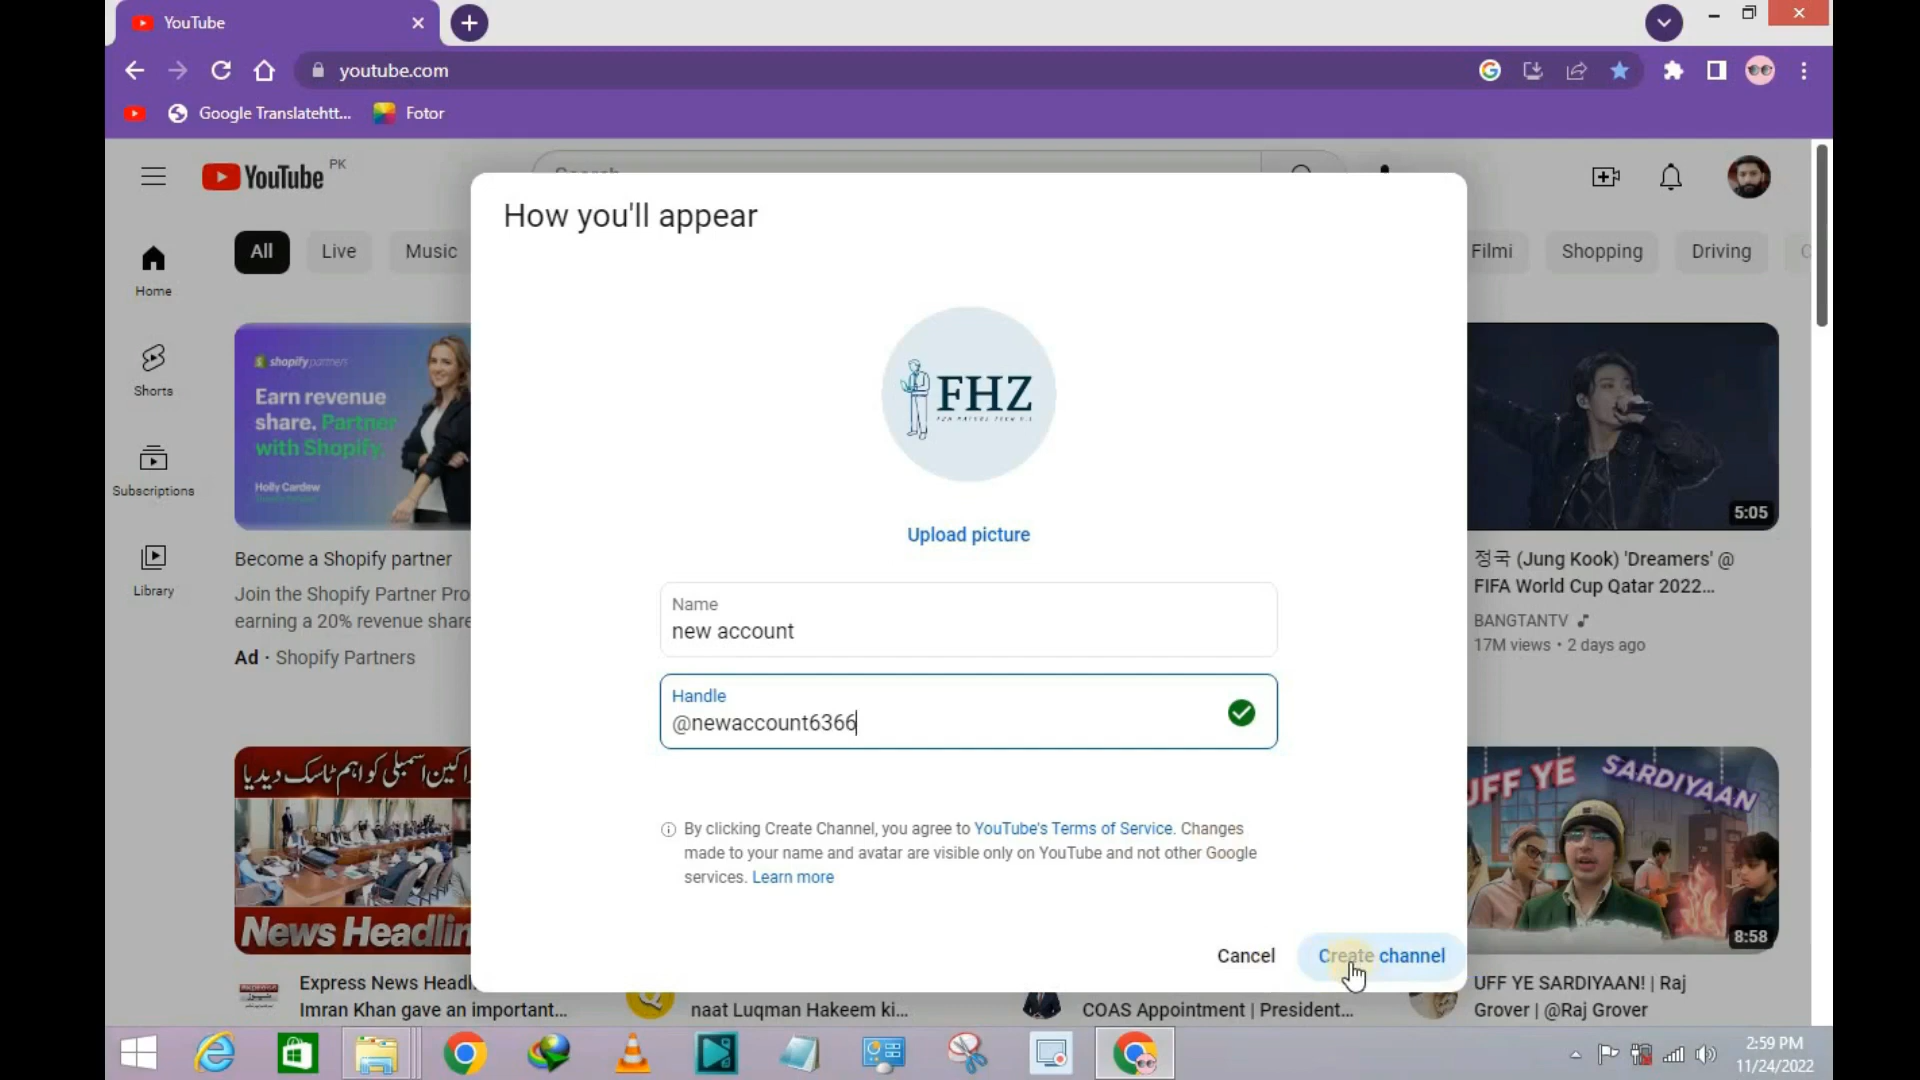 YouTube
youtube.com
Google Translatehtt...
Fotor
YouTube PK
Search
How you'll appear
All
Live
Music
Filmi
Shopping
Driving
Home
Shorts
Subscriptions
Library
shopify partners
Earn revenue
share. Partner
with Shopify.
Holly Cardew
Become a Shopify partner
Join the Shopify Partner Pro
earning a 20% revenue share
Ad · Shopify Partners
FHZ
Upload picture
Name
new account
Handle
@newaccount6366
By clicking Create Channel, you agree to YouTube's Terms of Service. Changes
made to your name and avatar are visible only on YouTube and not other Google
services. Learn more
Cancel
Create channel
5:05
정국 (Jung Kook) 'Dreamers' @
FIFA World Cup Qatar 2022...
BANGTANTV
17M views • 2 days ago
اکین اسمبلی کو اہم ٹاسک دیدیا
News Headlin
Express News Headl
Imran Khan gave an important...
naat Luqman Hakeem ki...
COAS Appointment | President...
UFF YE SARDIYAAN
8:58
UFF YE SARDIYAAN! | Raj
Grover | @Raj Grover
2:59 PM
11/24/2022